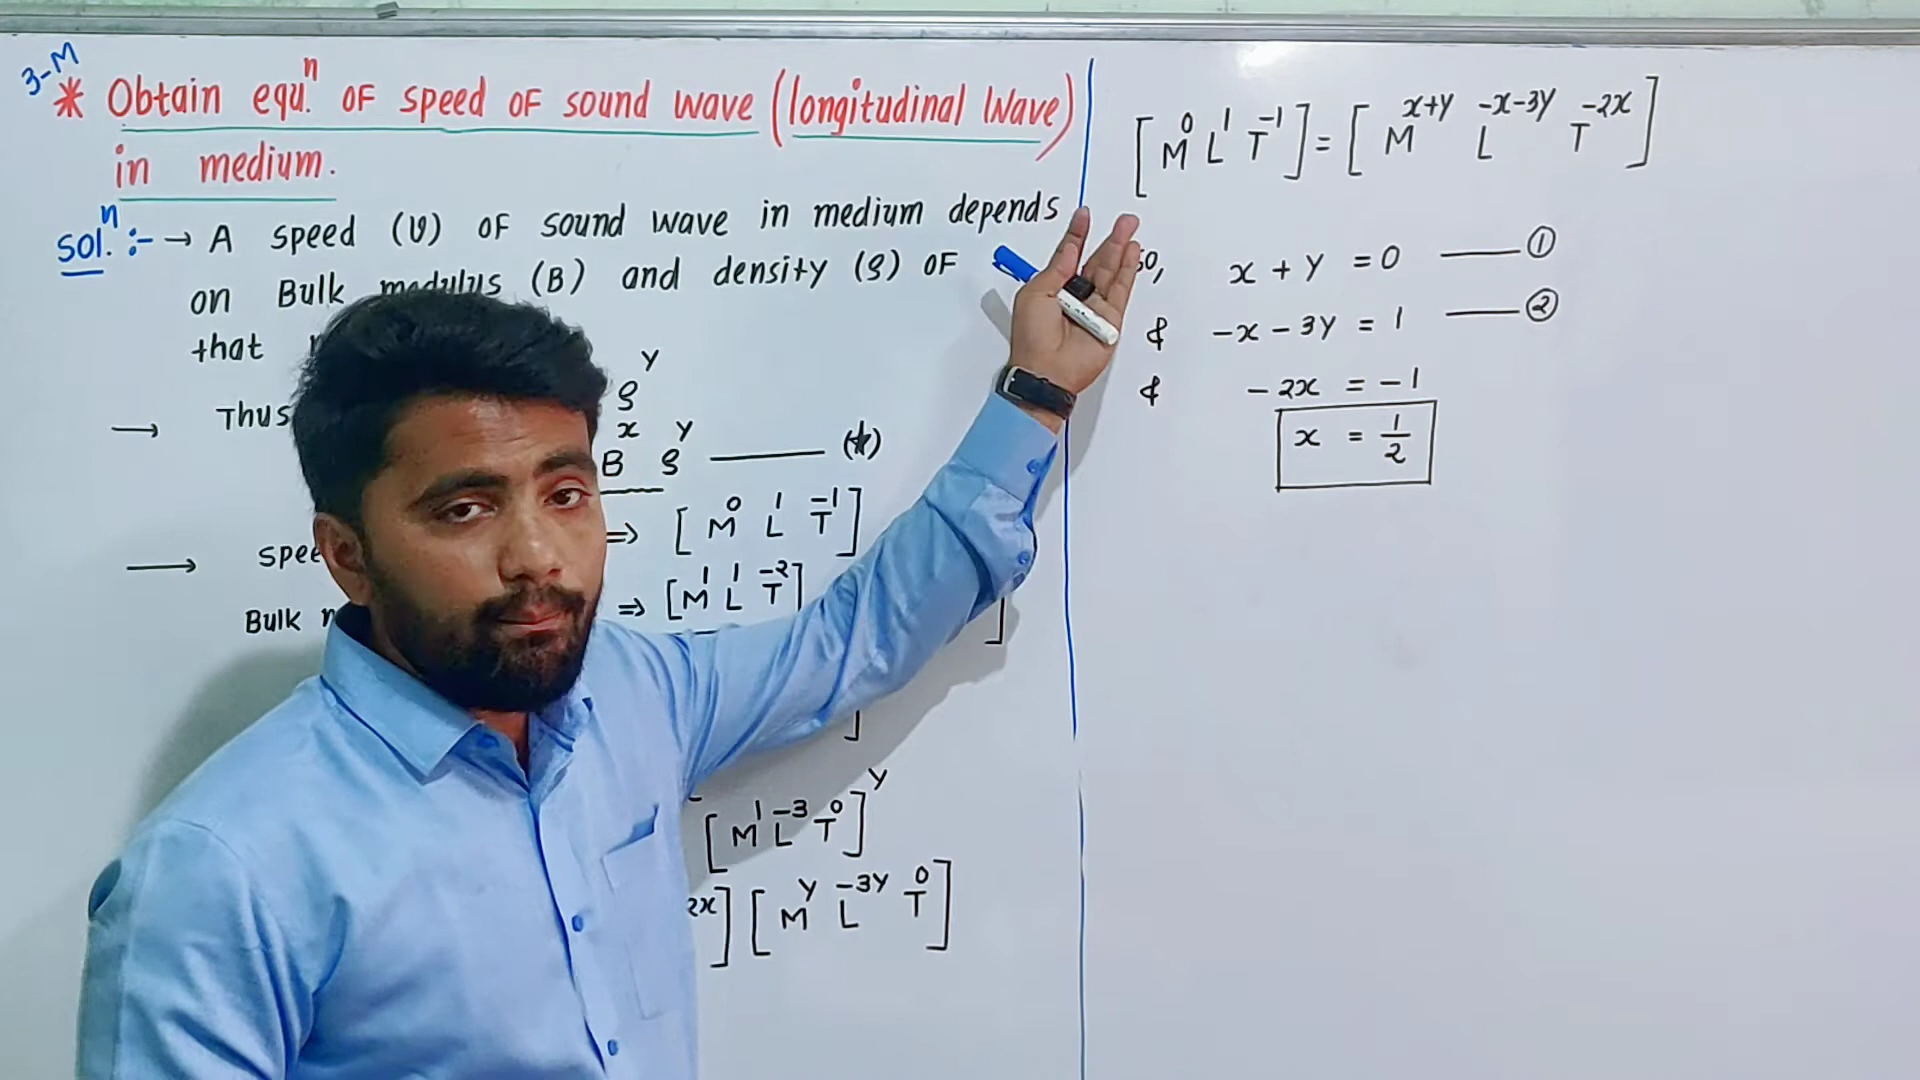 3-M
* Obtain equⁿ. OF speed OF sound wave (longitudinal Wave)
in medium.
Solⁿ. :- → A speed (υ) OF sound wave in medium depends
on Bulk modulus (B) and density (ρ) OF
that
→ Thus
ρ^y
B^x ρ^y —— (*)
→ ⇒ [M⁰ L¹ T⁻¹]
Bulk ⇒ [M¹ L¹ T⁻²]
]
]
[M¹ L⁻³ T⁰]^y
2x] [M^y L^-3y T⁰]
[M⁰ L¹ T⁻¹] = [M^x+y L^-x-3y T^-2x]
so, x + y = 0 —— ①
& -x - 3y = 1 —— ②
& - 2x = -1
x = 1/2